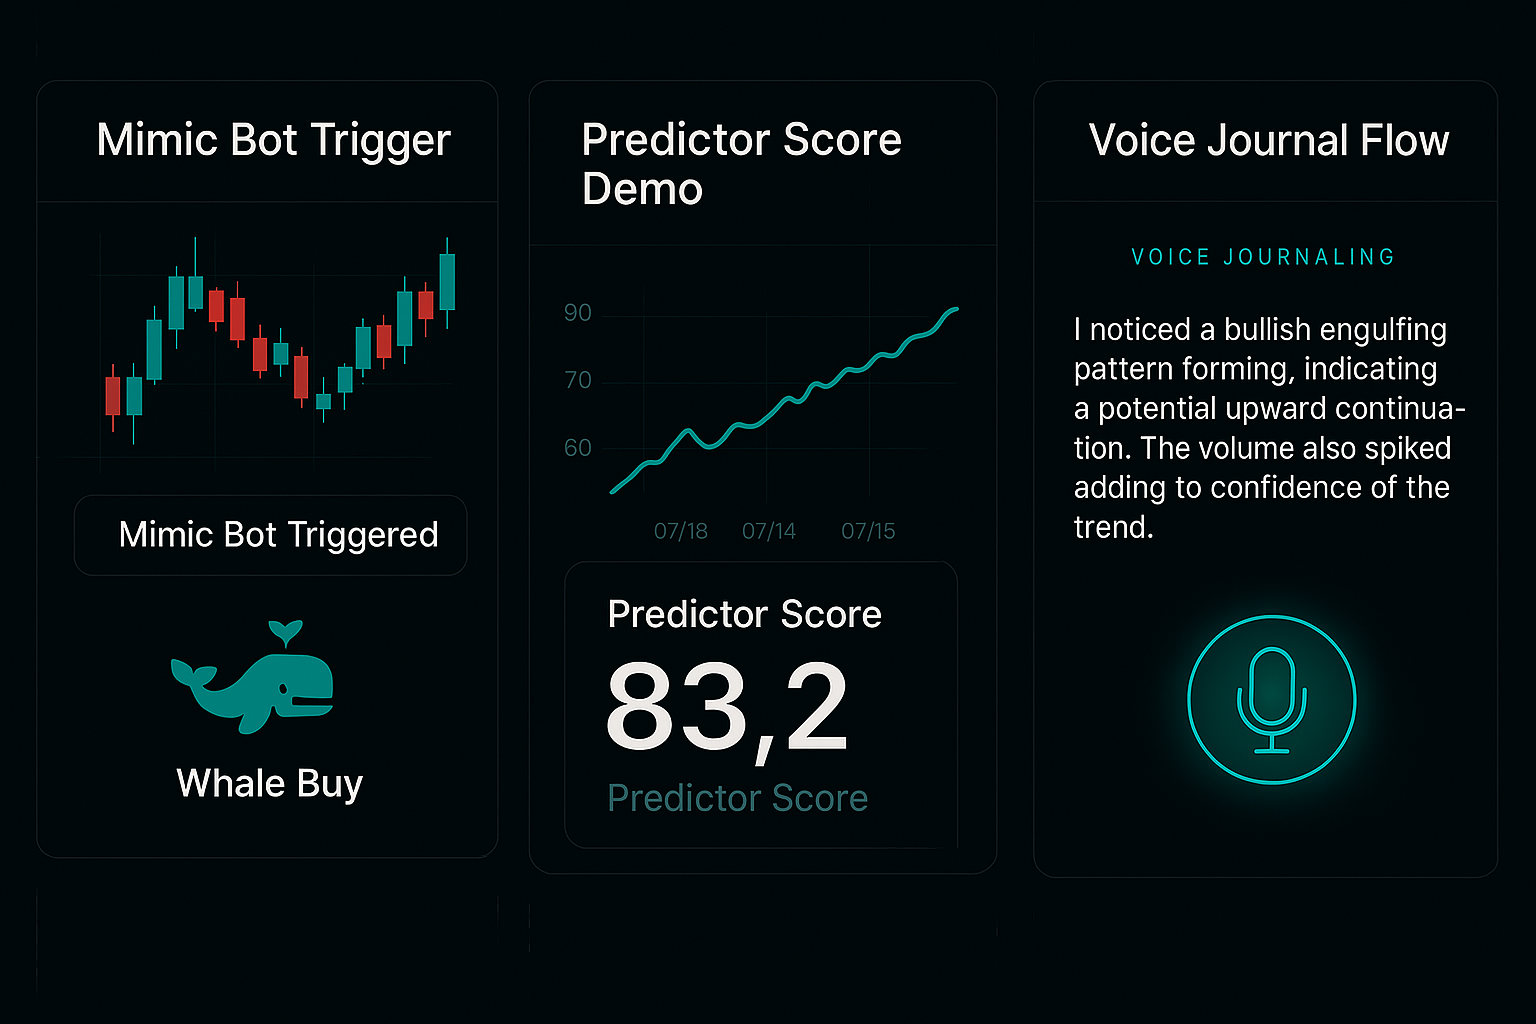 Mimic Bot Trigger
Mimic Bot Triggered
Whale Buy
Predictor Score
Demo
90
70
60
07/18 07/14 07/15
Predictor Score
83,2
Predictor Score
Voice Journal Flow
VOICE JOURNALING
I noticed a bullish engulfing
pattern forming, indicating
a potential upward continua-
tion. The volume also spiked
adding to confidence of the
trend.